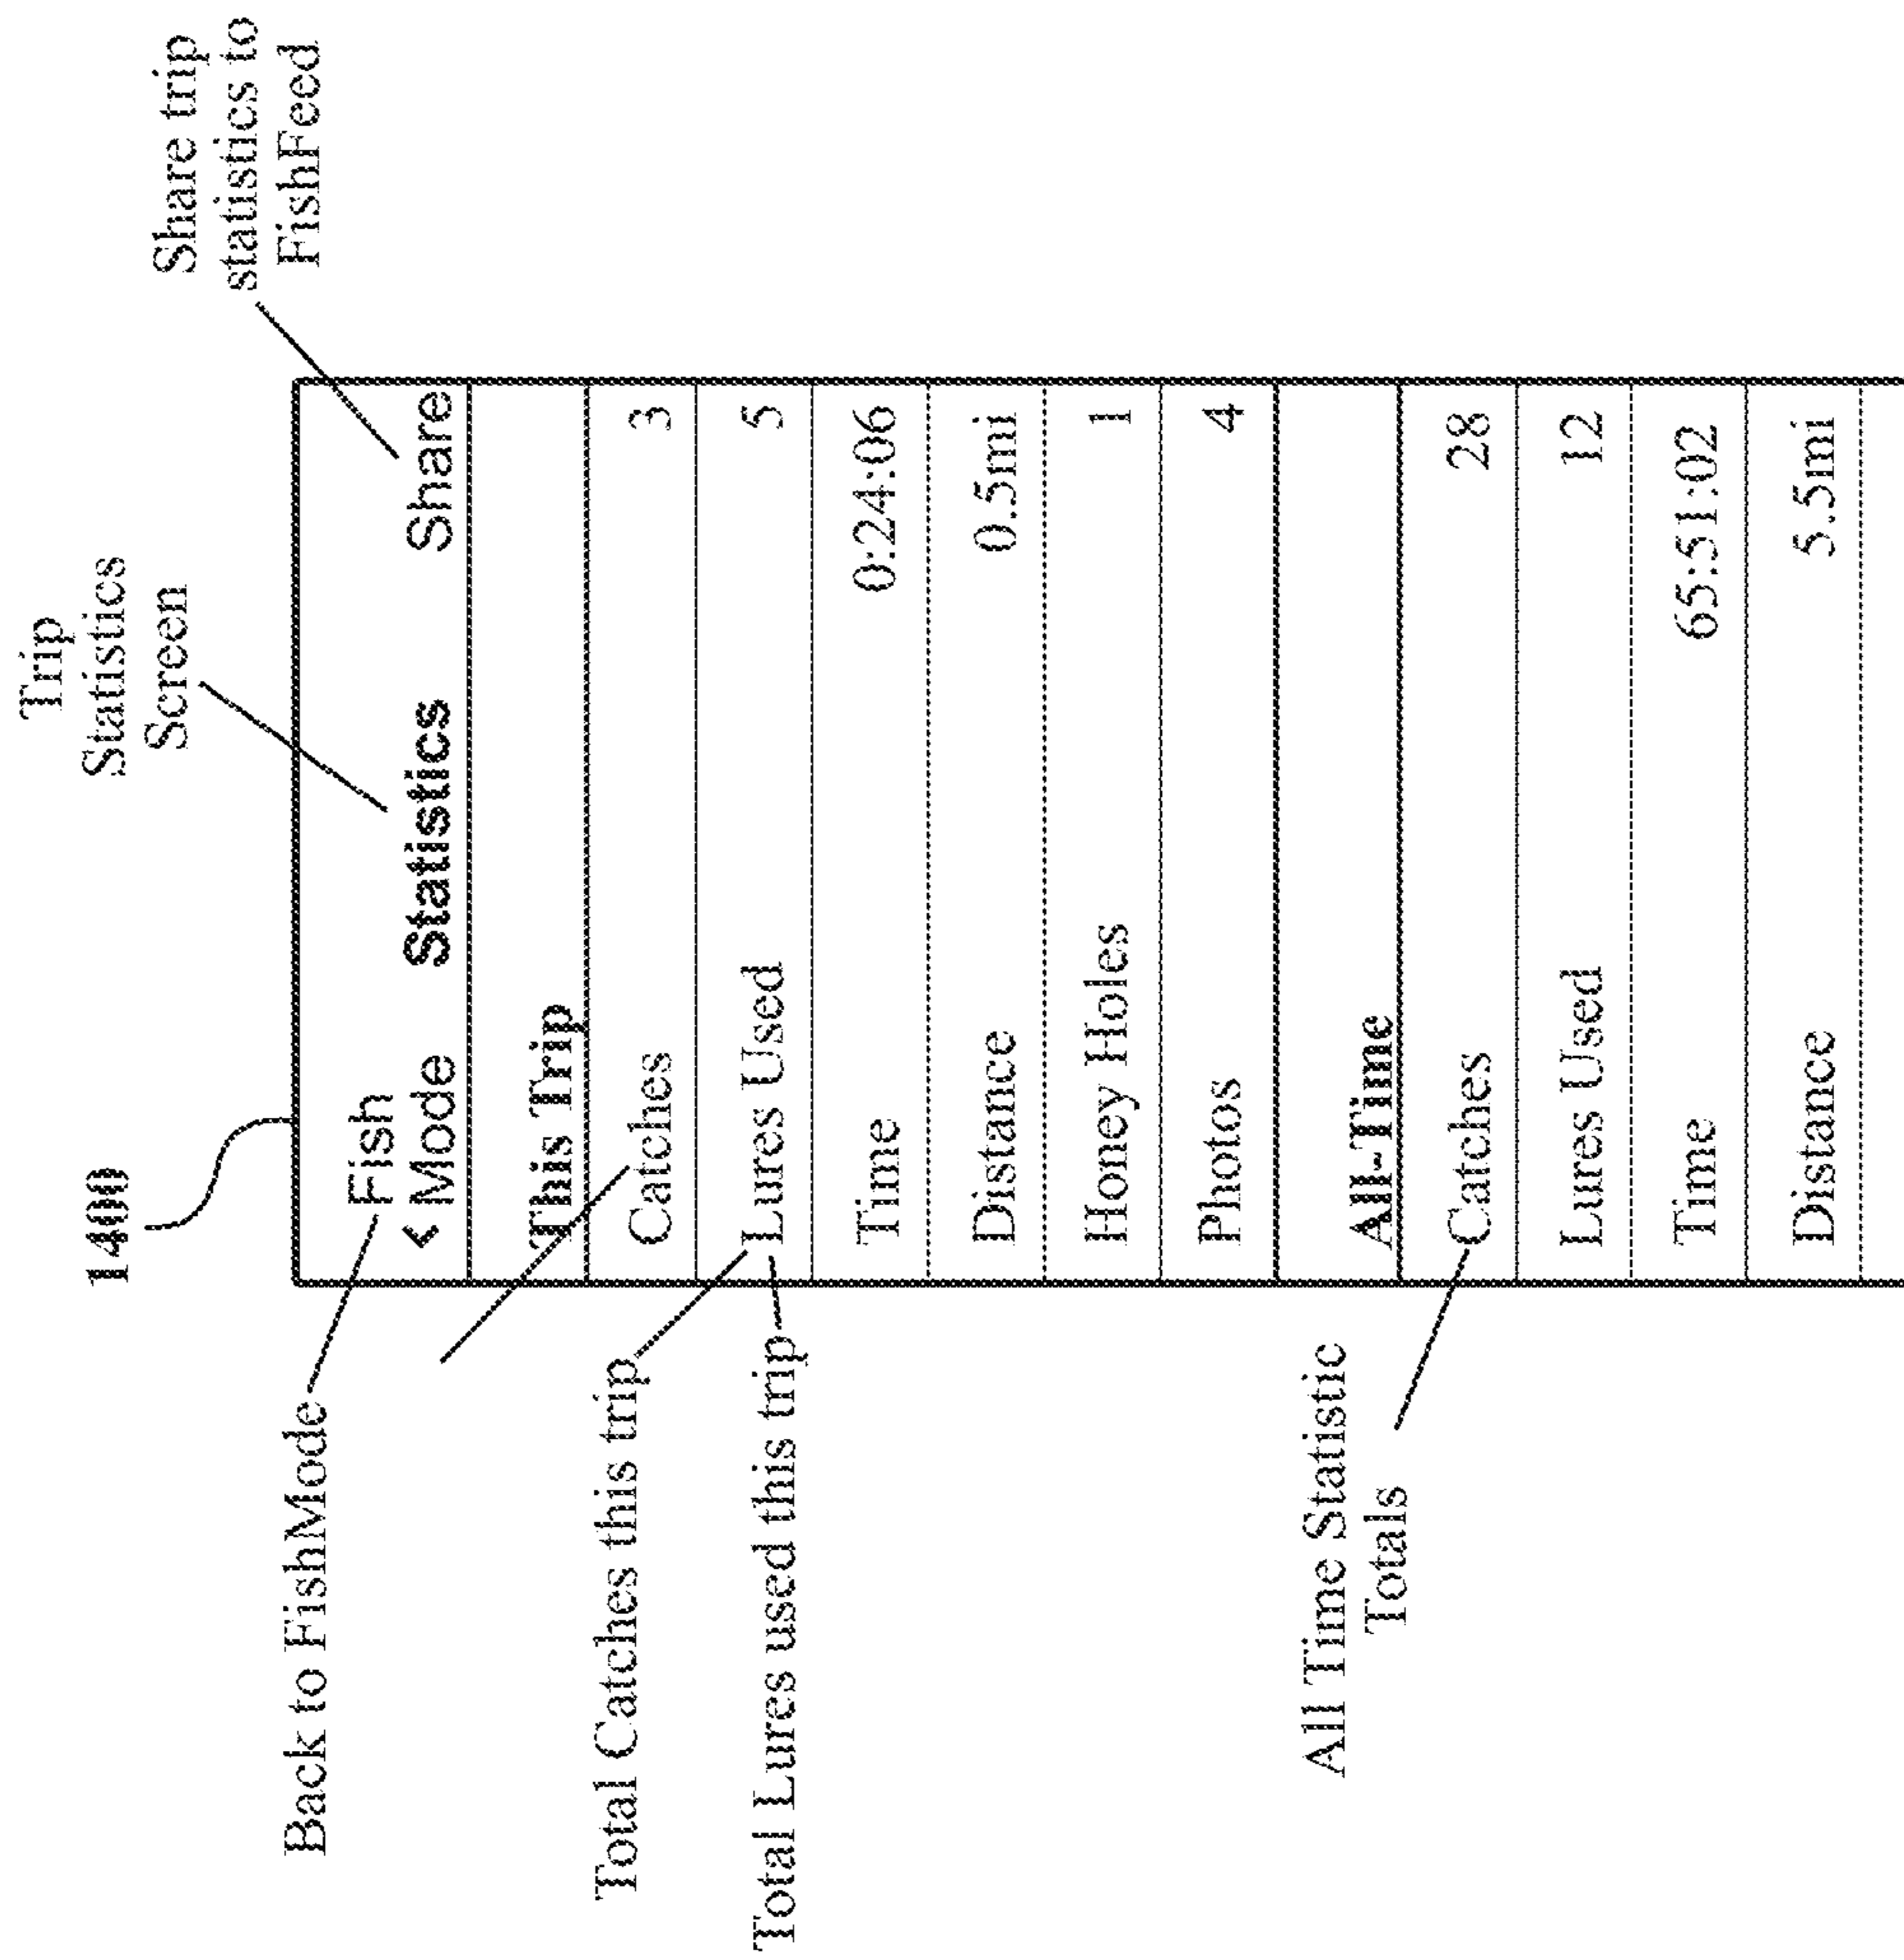 Trip
Statistics
Screen
Share trip
statistics to
FishFeed
1400
Back to FishMode
Fish
< Mode
Statistics
Share
This Trip
Catches 3
Total Catches this trip
Lures Used 5
Total Lures used this trip
Time 0:24:06
Distance 0.5mi
Honey Holes 1
Photos 4
All-Time
All Time Statistic
Totals
Catches 28
Lures Used 12
Time 65:51:02
Distance 5.5mi